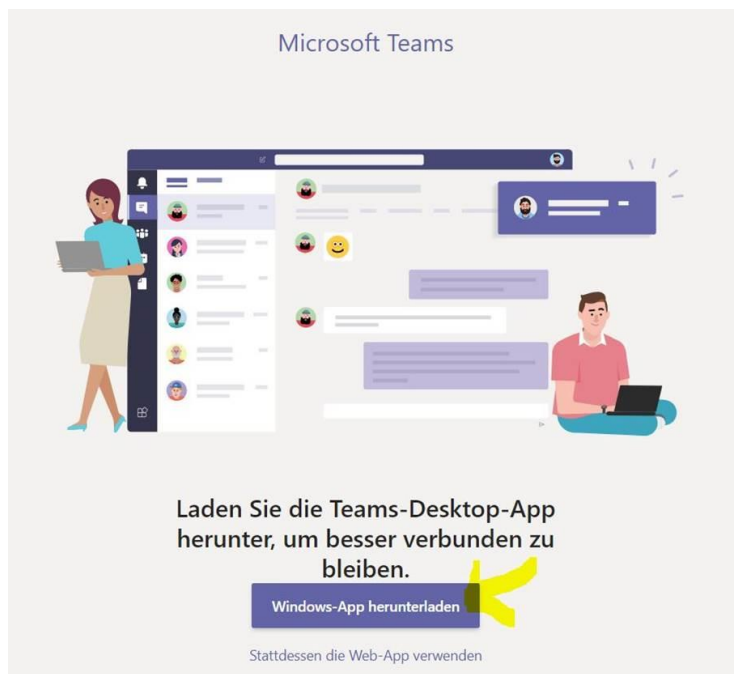 Microsoft Teams
Laden Sie die Teams-Desktop-App
herunter, um besser verbunden zu
bleiben.
Windows-App herunterladen
Stattdessen die Web-App verwenden